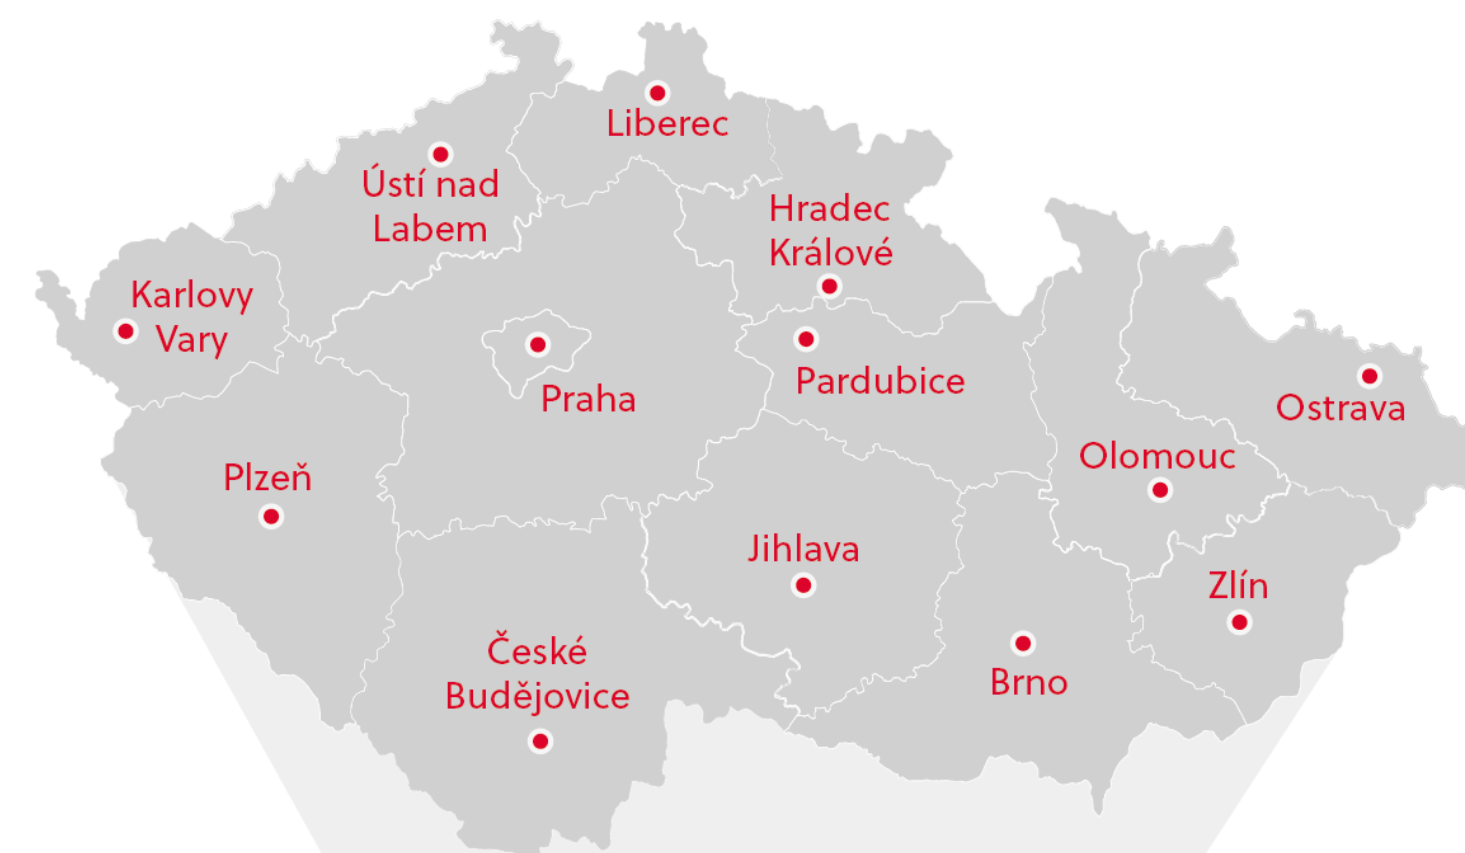 Liberec
Ústí nad
Labem
Hradec
Králové
Karlovy
Vary
Praha
Pardubice
Ostrava
Olomouc
Plzeň
Jihlava
Zlín
České
Budějovice
Brno